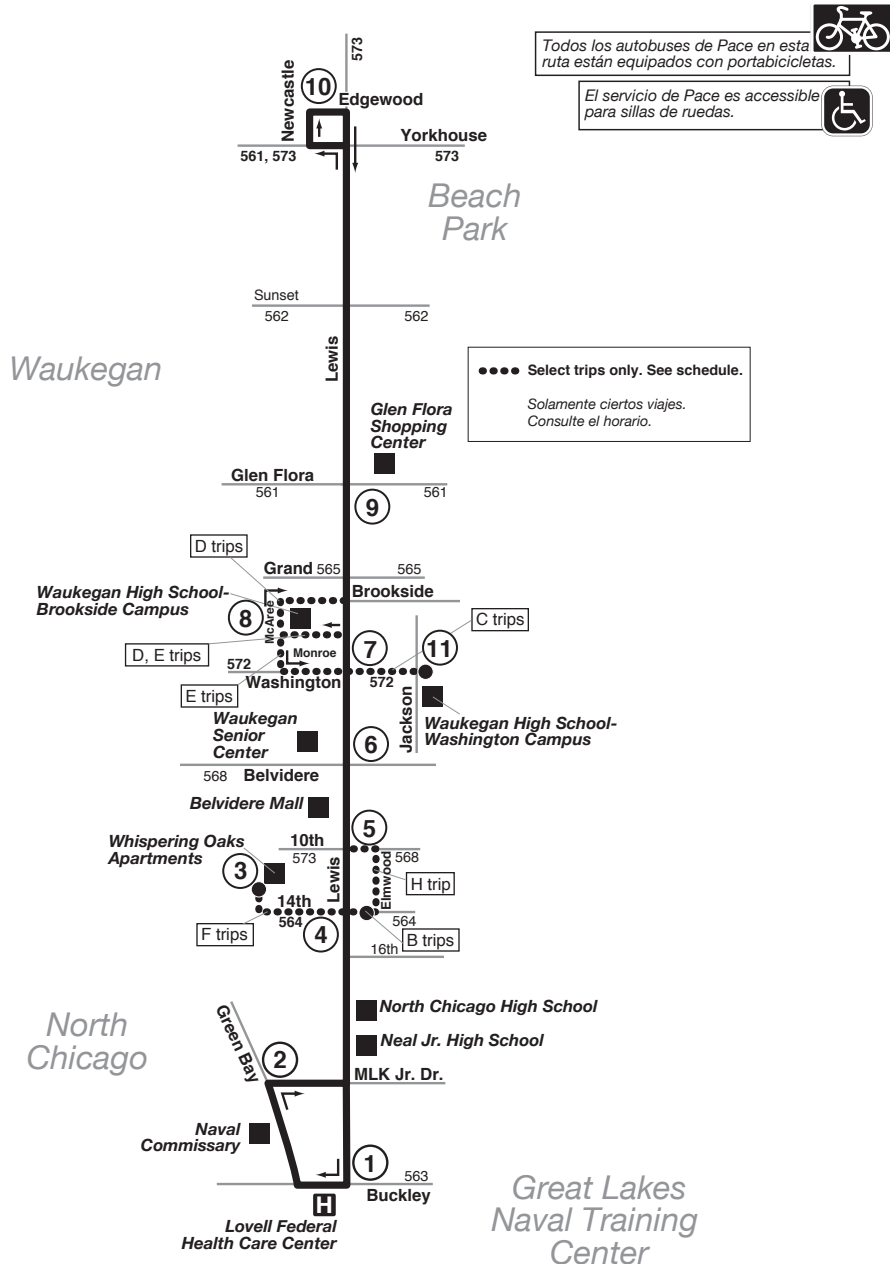 573
Todos los autobuses de Pace en esta
ruta están equipados con portabicicletas.
El servicio de Pace es accessible
para sillas de ruedas.
Newcastle
10
Edgewood
Yorkhouse
561, 573
573
Beach
Park
Sunset
562
562
Lewis
Waukegan
Select trips only. See schedule.
Solamente ciertos viajes.
Consulte el horario.
Glen Flora
Shopping
Center
Glen Flora
561
561
9
D trips
Grand 565
565
Waukegan High School-
Brookside Campus
Brookside
8
McAree
C trips
D, E trips
Monroe
7
11
572
Washington
572
E trips
Jackson
Waukegan High School-
Washington Campus
Waukegan
Senior
Center
6
568 Belvidere
Belvidere Mall
5
Whispering Oaks
Apartments
10th
573
568
3
Lewis
Elmwood
H trip
14th
564
564
F trips
4
B trips
16th
North Chicago High School
North
Chicago
Green Bay
Neal Jr. High School
2
MLK Jr. Dr.
Naval
Commissary
1
563
Buckley
H
Lovell Federal
Health Care Center
Great Lakes
Naval Training
Center